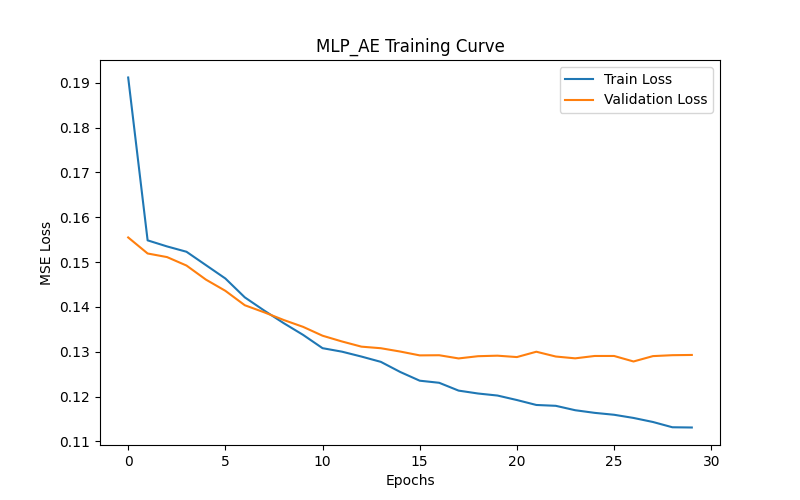 MLP_AE Training Curve
Train Loss
Validation Loss
MSE Loss
0.19
0.18
0.17
0.16
0.15
0.14
0.13
0.12
0.11
0 5 10 15 20 25 30
Epochs